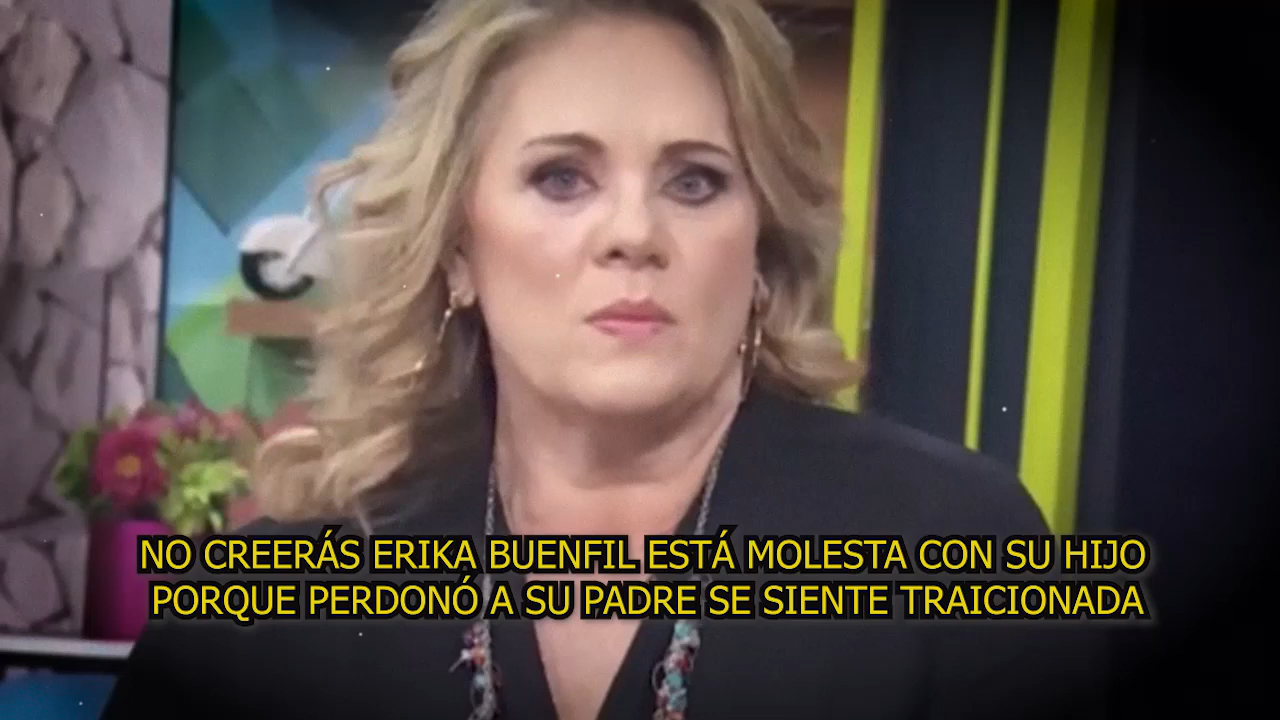 NO CREERÁS ERIKA BUENFIL ESTÁ MOLESTA CON SU HIJO
PORQUE PERDONÓ A SU PADRE SE SIENTE TRAICIONADA